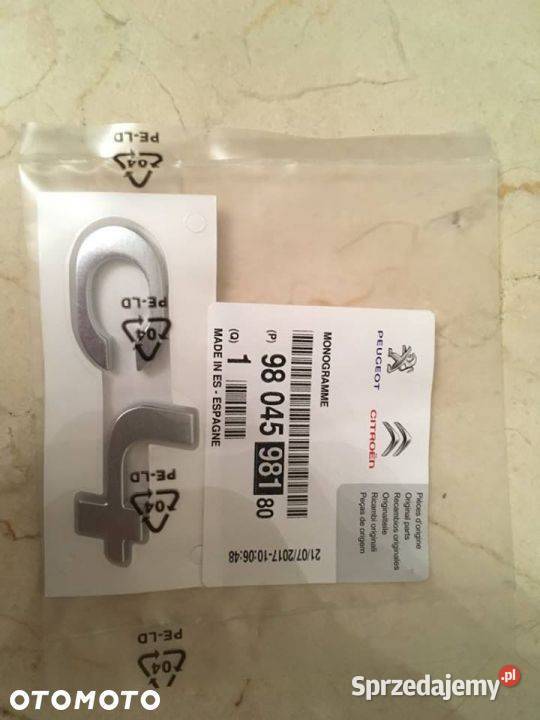 PE-LD
04
PE-LD
04
PE-LD
04
PE-LD
04
C4
PEUGEOT
CITROËN
Pièces d'origine
Original parts
Recambios originales
Originalteile
Ricambi originali
Peças de origem
MONOGRAMME
(P) 98 045 981 80
(Q) 1
MADE IN ES - ESPAGNE
21/07/2017-10:06:48
OTOMOTO
Sprzedajemy.pl